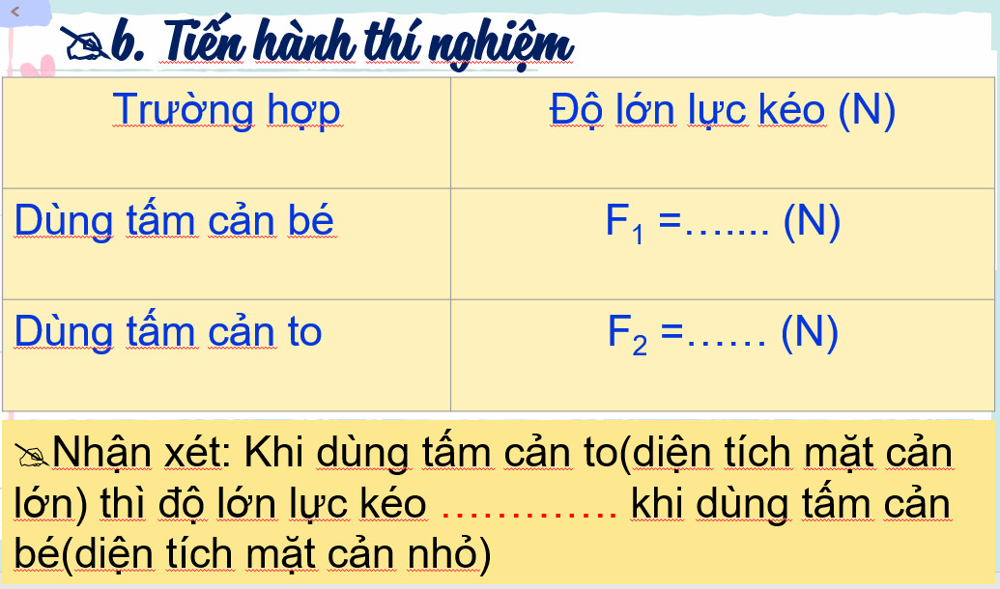 b. Tiến hành thí nghiệm
Trường hợp
Độ lớn lực kéo (N)
Dùng tấm cản bé
F₁ =….... (N)
Dùng tấm cản to
F₂ =…… (N)
Nhận xét: Khi dùng tấm cản to(diện tích mặt cản
lớn) thì độ lớn lực kéo …………. khi dùng tấm cản
bé(diện tích mặt cản nhỏ)